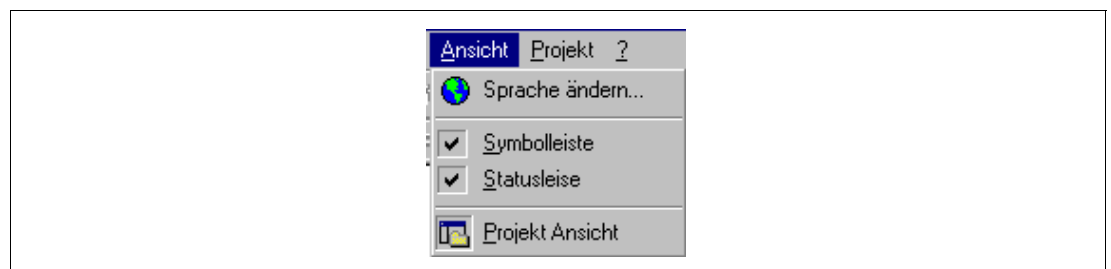 Ansicht Projekt ?
Sprache ändern...
Symbolleiste
Statusleise
Projekt Ansicht